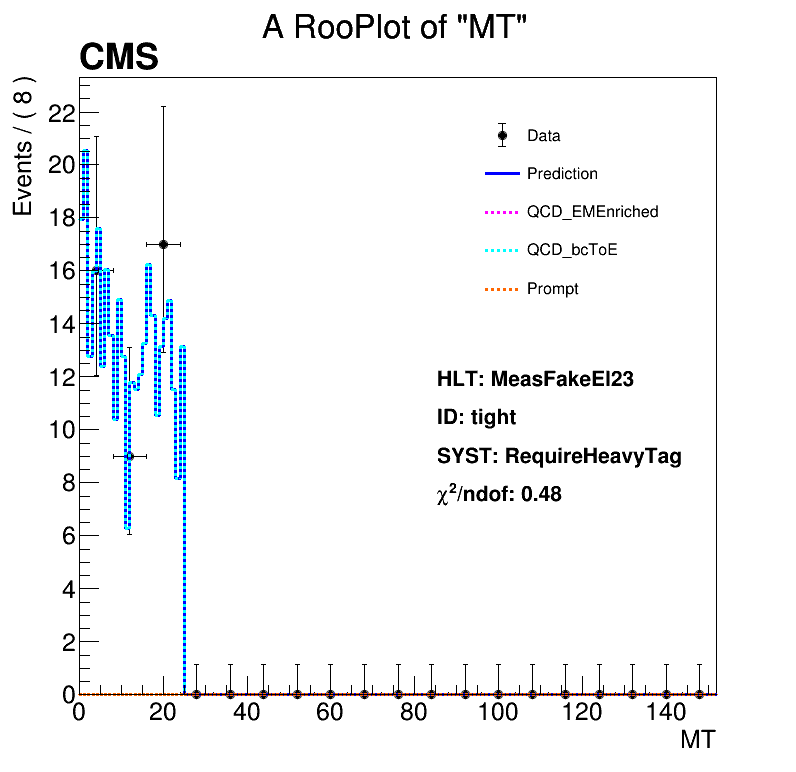 A RooPlot of "MT"
CMS
Events / ( 8 )
22
20
18
16
14
12
10
8
6
4
2
0
Data
Prediction
QCD_EMEnriched
QCD_bcToE
Prompt
HLT: MeasFakeEl23
ID: tight
SYST: RequireHeavyTag
χ²/ndof: 0.48
0 20 40 60 80 100 120 140
MT